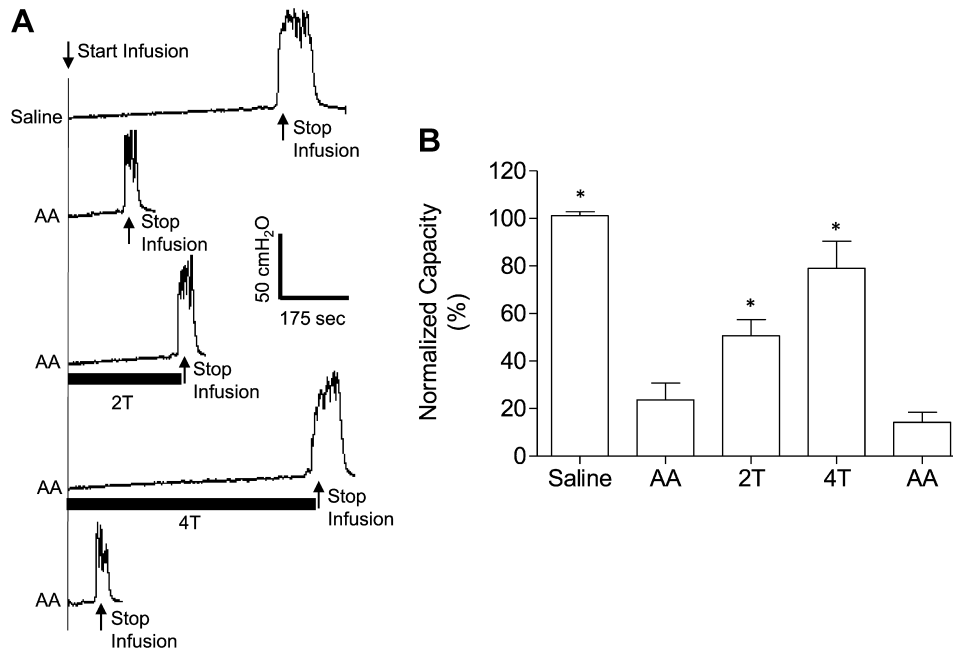 A
Start Infusion
Saline
Stop
Infusion
AA
Stop
Infusion
50 cmH2O
175 sec
AA
Stop
Infusion
2T
AA
Stop
Infusion
4T
AA
Stop
Infusion
B
Normalized Capacity
(%)
120
100
80
60
40
20
0
*
*
*
Saline AA 2T 4T AA